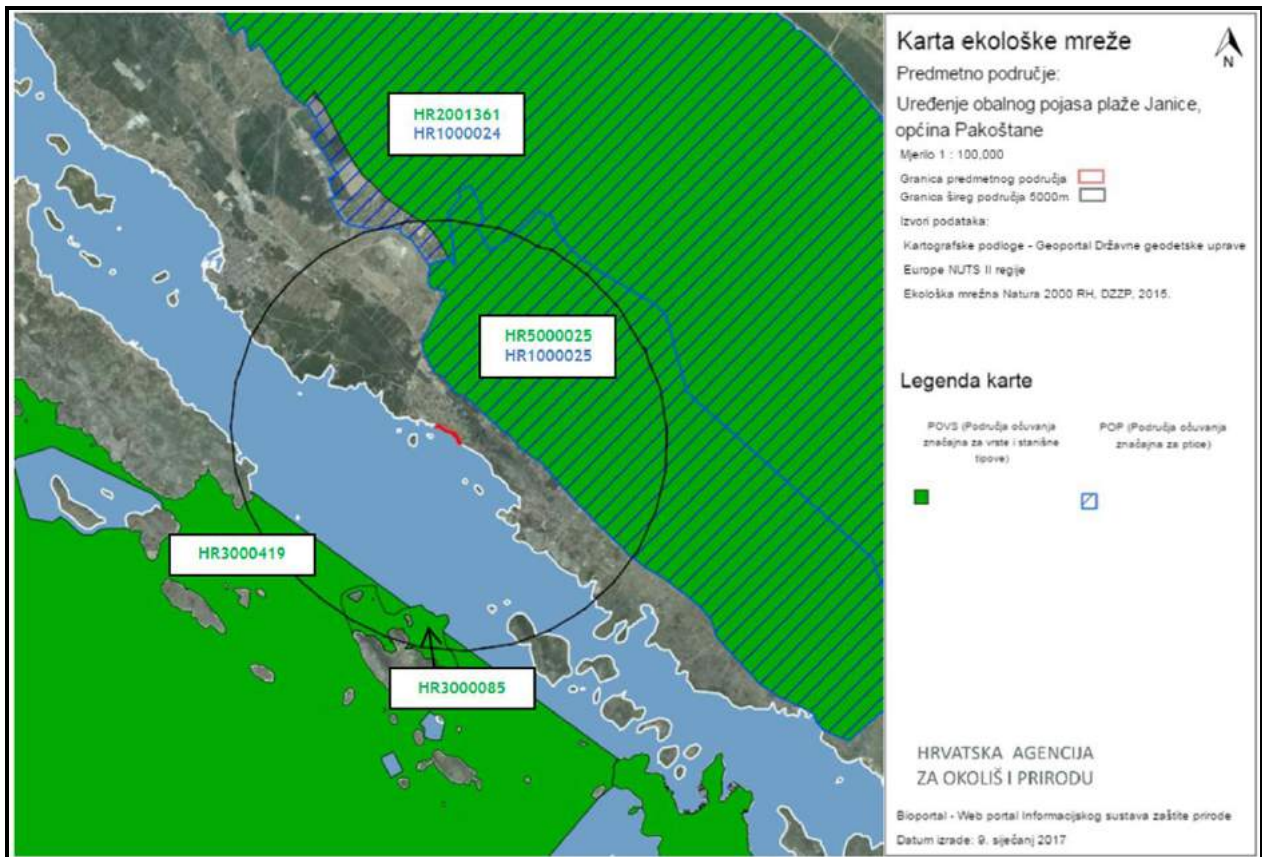 HR2001361
HR1000024
HR5000025
HR1000025
HR3000419
HR3000085
Karta ekološke mreže
N
Predmetno područje:
Uređenje obalnog pojasa plaže Janice,
općina Pakoštane
Mjerilo 1 : 100,000
Granica predmetnog područja
Granica šireg područja 5000m
Izvori podataka:
Kartografske podloge - Geoportal Državne geodetske uprave
Europe NUTS II regije
Ekološka mrežna Natura 2000 RH, DZZP, 2015.
Legenda karte
POVS (Područja očuvanja
značajna za vrste i stanišne
tipove)
POP (Područja očuvanja
značajna za ptice)
HRVATSKA AGENCIJA
ZA OKOLIŠ I PRIRODU
Bioportal - Web portal Informacijskog sustava zaštite prirode
Datum izrade: 9. siječanj 2017